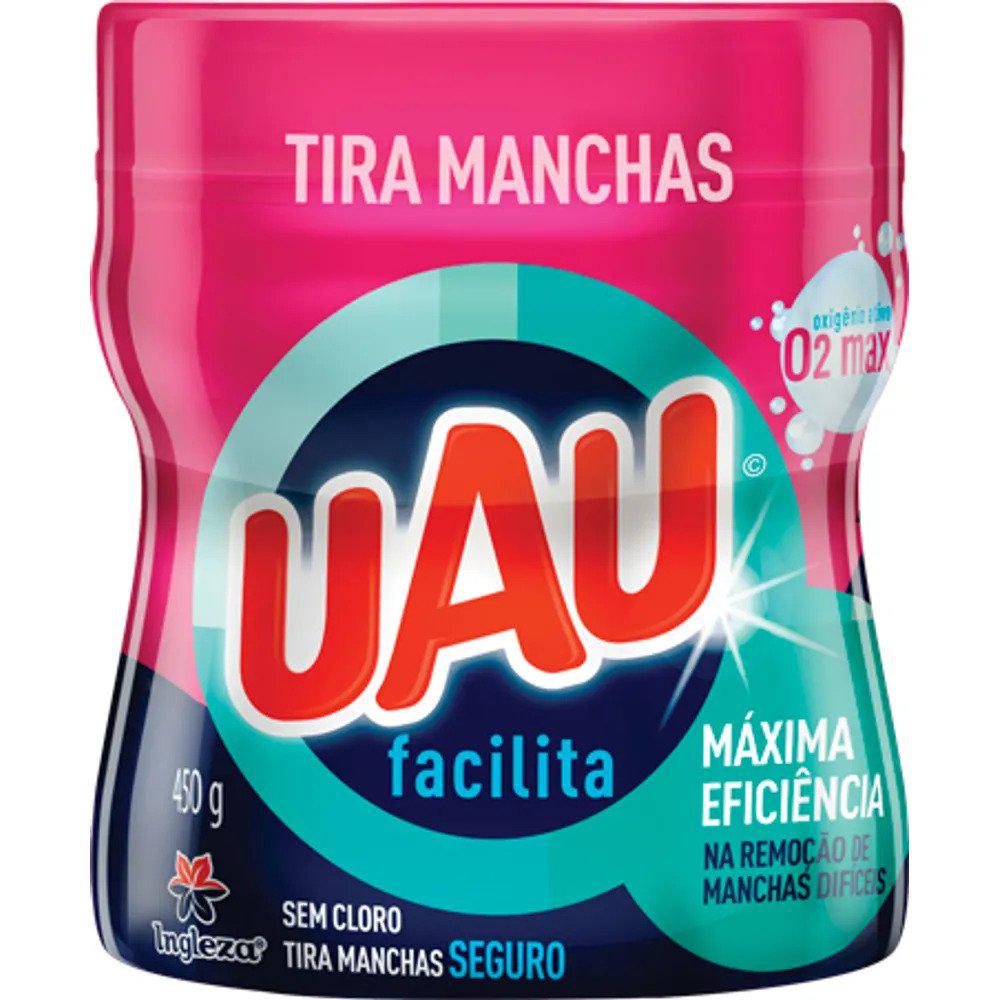 TIRA MANCHAS
oxigênio ativo
O2 max
UAU
©
facilita
MÁXIMA
EFICIÊNCIA
NA REMOÇÃO DE
MANCHAS DIFÍCEIS
450 g
Ingleza®
SEM CLORO
TIRA MANCHAS SEGURO